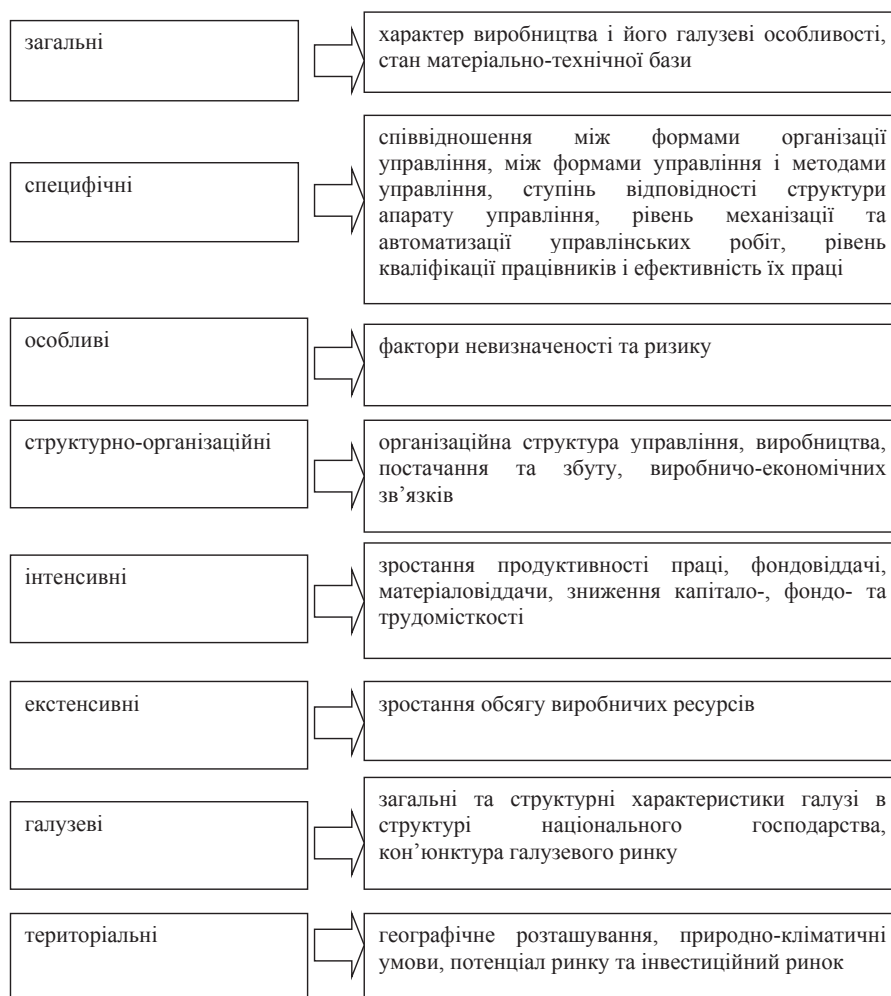 загальні
характер виробництва і його галузеві особливості,
стан матеріально-технічної бази
специфічні
співвідношення між формами організації
управління, між формами управління і методами
управління, ступінь відповідності структури
апарату управління, рівень механізації та
автоматизації управлінських робіт, рівень
кваліфікації працівників і ефективність їх праці
особливі
фактори невизначеності та ризику
структурно-організаційні
організаційна структура управління, виробництва,
постачання та збуту, виробничо-економічних
зв’язків
інтенсивні
зростання продуктивності праці, фондовіддачі,
матеріаловіддачи, зниження капітало-, фондо- та
трудомісткості
екстенсивні
зростання обсягу виробничих ресурсів
галузеві
загальні та структурні характеристики галузі в
структурі національного господарства,
кон’юнктура галузевого ринку
територіальні
географічне розташування, природно-кліматичні
умови, потенціал ринку та інвестиційний ринок